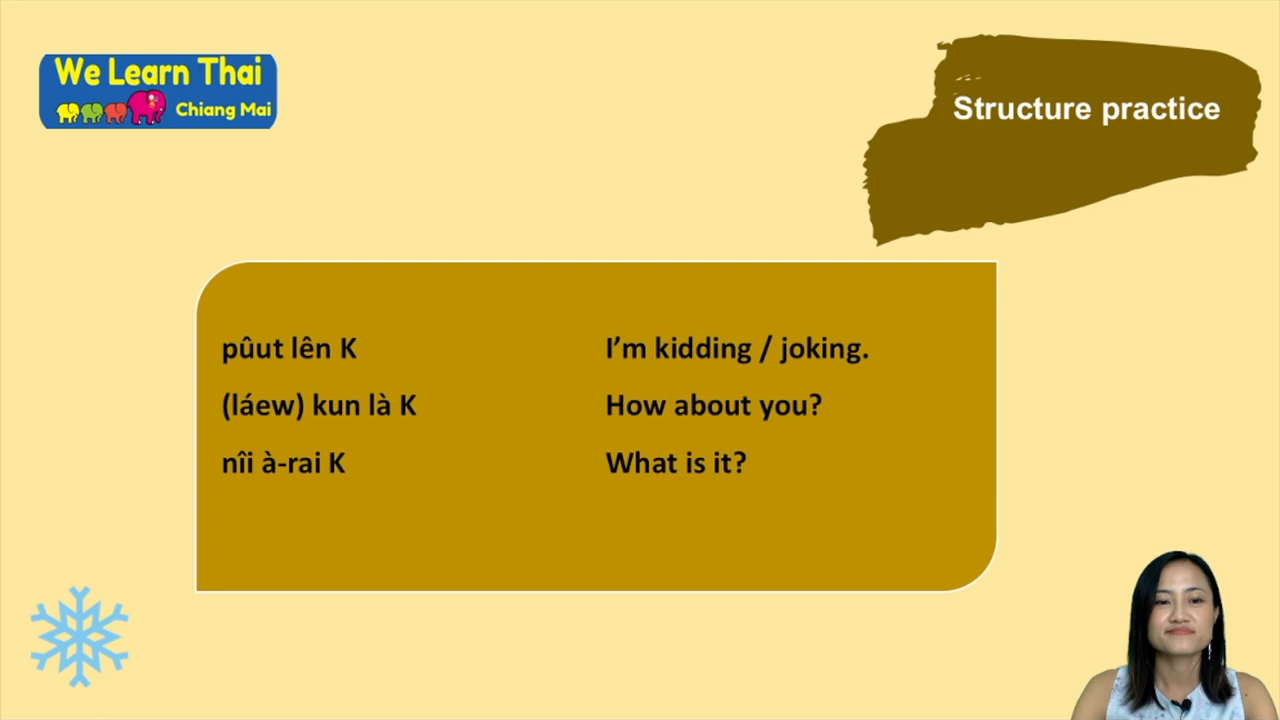 We Learn Thai
Chiang Mai
Structure practice
pûut lên K I’m kidding / joking.
(láew) kun là K How about you?
nîi à-rai K What is it?